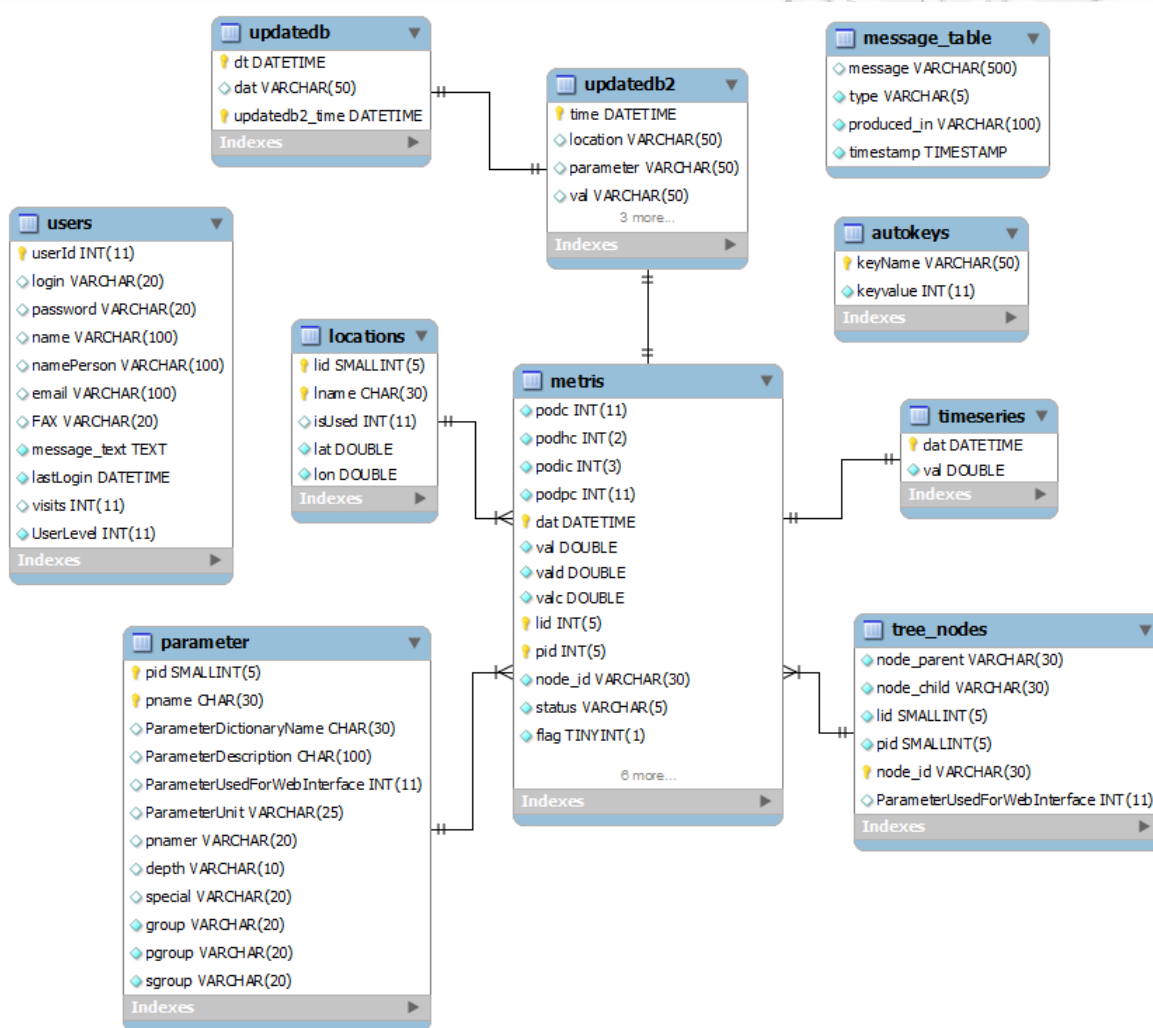 updatedb
dt DATETIME
dat VARCHAR(50)
updatedb2_time DATETIME
Indexes
updatedb2
time DATETIME
location VARCHAR(50)
parameter VARCHAR(50)
val VARCHAR(50)
3 more...
Indexes
message_table
message VARCHAR(500)
type VARCHAR(5)
produced_in VARCHAR(100)
timestamp TIMESTAMP
users
userId INT(11)
login VARCHAR(20)
password VARCHAR(20)
name VARCHAR(100)
namePerson VARCHAR(100)
email VARCHAR(100)
FAX VARCHAR(20)
message_text TEXT
lastLogin DATETIME
visits INT(11)
UserLevel INT(11)
Indexes
autokeys
keyName VARCHAR(50)
keyvalue INT(11)
Indexes
locations
lid SMALLINT(5)
lname CHAR(30)
isUsed INT(11)
lat DOUBLE
lon DOUBLE
Indexes
metris
podc INT(11)
podhc INT(2)
podic INT(3)
podpc INT(11)
dat DATETIME
val DOUBLE
vald DOUBLE
valc DOUBLE
lid INT(5)
pid INT(5)
node_id VARCHAR(30)
status VARCHAR(5)
flag TINYINT(1)
6 more...
Indexes
timeseries
dat DATETIME
val DOUBLE
Indexes
parameter
pid SMALLINT(5)
pname CHAR(30)
ParameterDictionaryName CHAR(30)
ParameterDescription CHAR(100)
ParameterUsedForWebInterface INT(11)
ParameterUnit VARCHAR(25)
pnamer VARCHAR(20)
depth VARCHAR(10)
special VARCHAR(20)
group VARCHAR(20)
pgroup VARCHAR(20)
sgroup VARCHAR(20)
Indexes
tree_nodes
node_parent VARCHAR(30)
node_child VARCHAR(30)
lid SMALLINT(5)
pid SMALLINT(5)
node_id VARCHAR(30)
ParameterUsedForWebInterface INT(11)
Indexes